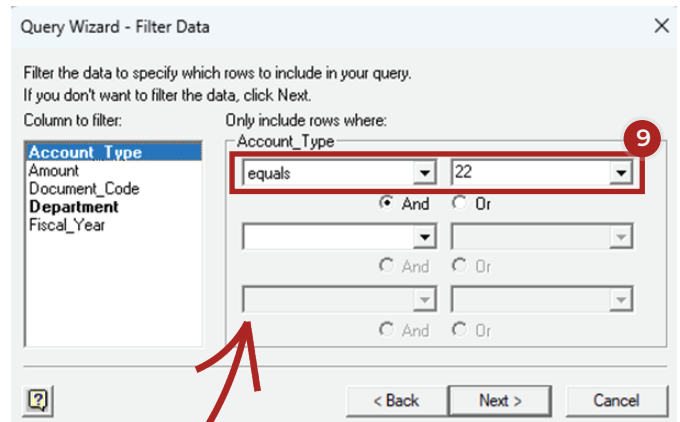 Query Wizard - Filter Data
Filter the data to specify which rows to include in your query.
If you don't want to filter the data, click Next.
Column to filter:
Only include rows where:
Account_Type
Amount
Document_Code
Department
Fiscal_Year
Account_Type
9
equals 22
And Or
And Or
And Or
?
< Back Next > Cancel